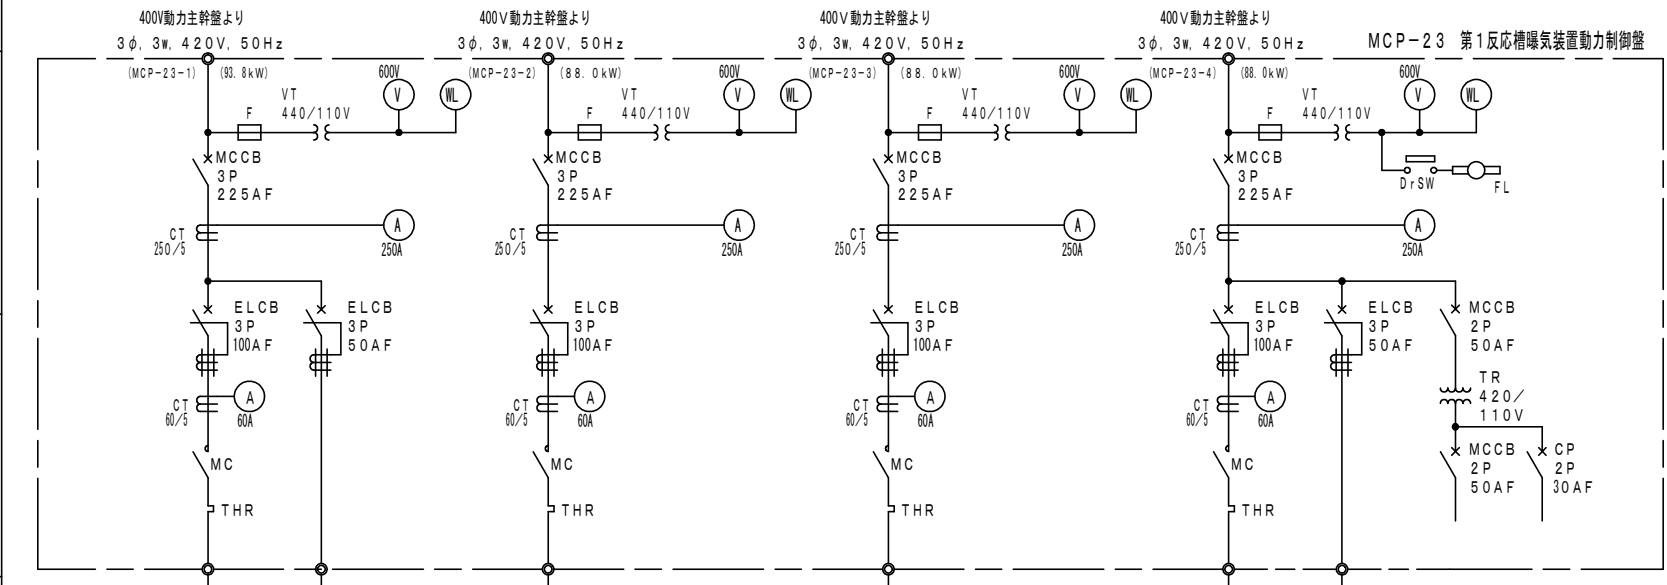 400V動力主幹盤より
3φ, 3w, 420V, 50Hz
(MCP-23-1) (93. 8kW)
VT
440/110V
F
600V
V
WL
MCCB
3P
225AF
CT
250/5
A
250A
ELCB
3P
100AF
ELCB
3P
50AF
CT
60/5
A
60A
MC
THR
400V動力主幹盤より
3φ, 3w, 420V, 50Hz
(MCP-23-2) (88. 0kW)
VT
440/110V
F
600V
V
WL
MCCB
3P
225AF
CT
250/5
A
250A
ELCB
3P
100AF
CT
60/5
A
60A
MC
THR
400V動力主幹盤より
3φ, 3w, 420V, 50Hz
(MCP-23-3) (88. 0kW)
VT
440/110V
F
600V
V
WL
MCCB
3P
225AF
CT
250/5
A
250A
ELCB
3P
100AF
CT
60/5
A
60A
MC
THR
400V動力主幹盤より
3φ, 3w, 420V, 50Hz
(MCP-23-4) (88. 0kW)
MCP-23 第1反応槽曝気装置動力制御盤
VT
440/110V
F
600V
V
WL
DrSW
FL
MCCB
3P
225AF
CT
250/5
A
250A
ELCB
3P
100AF
ELCB
3P
50AF
MCCB
2P
50AF
TR
420/
110V
CT
60/5
A
60A
MC
THR
MCCB
2P
50AF
CP
2P
30AF